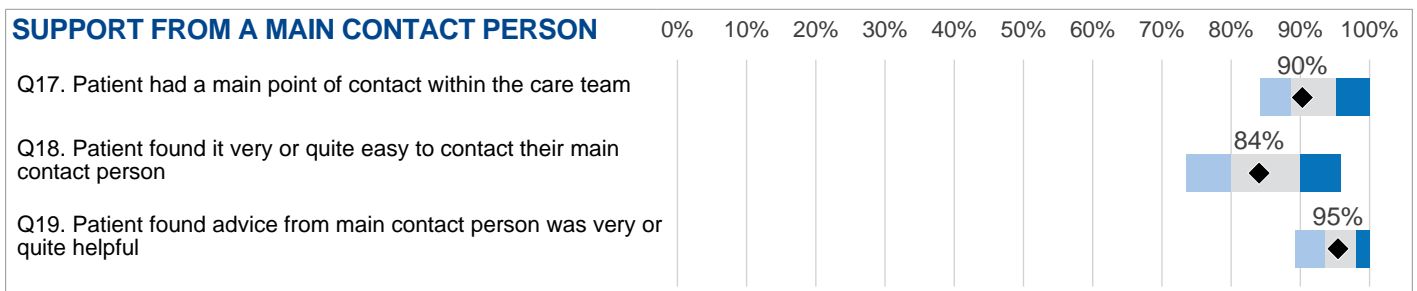 SUPPORT FROM A MAIN CONTACT PERSON 0% 10% 20% 30% 40% 50% 60% 70% 80% 90% 100%
90%
Q17. Patient had a main point of contact within the care team
84%
Q18. Patient found it very or quite easy to contact their main
contact person
95%
Q19. Patient found advice from main contact person was very or
quite helpful